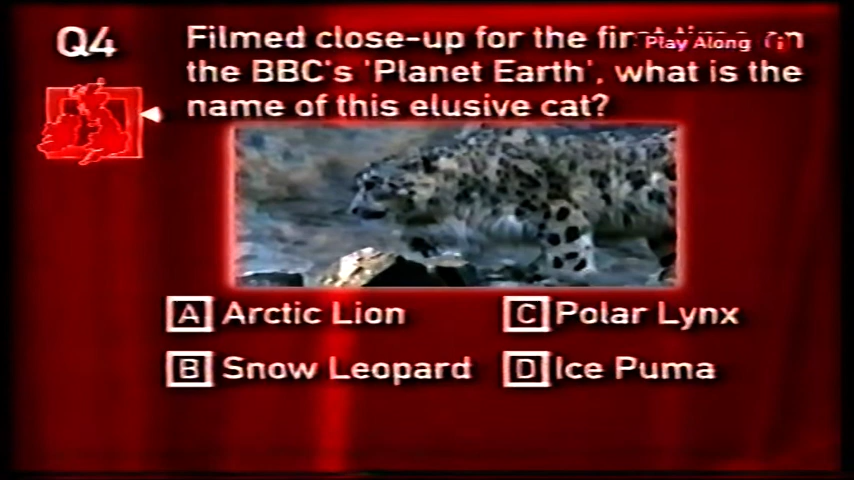 Q4
Filmed close-up for the
Play Along i
the BBC's 'Planet Earth', what is the
name of this elusive cat?
A Arctic Lion
C Polar Lynx
B Snow Leopard
D Ice Puma